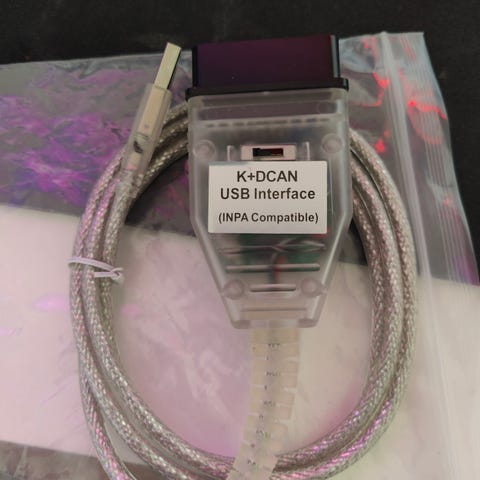 K+DCAN
USB Interface
(INPA Compatible)